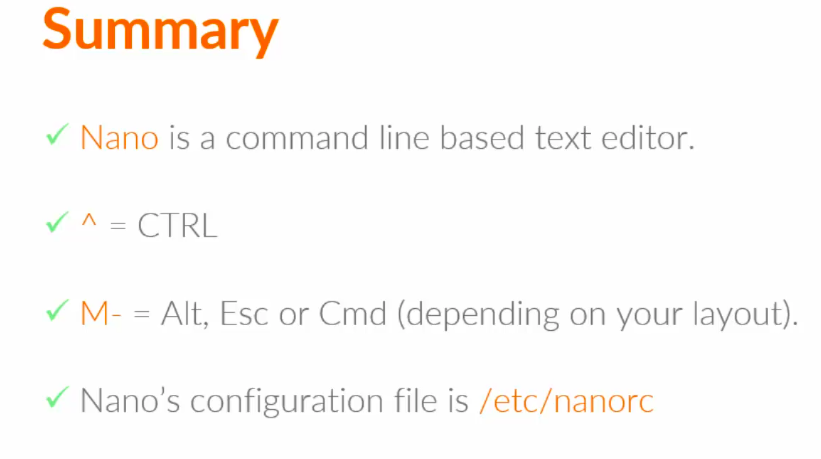 Summary
✓ Nano is a command line based text editor.
✓ ^ = CTRL
✓ M- = Alt, Esc or Cmd (depending on your layout).
✓ Nano's configuration file is /etc/nanorc